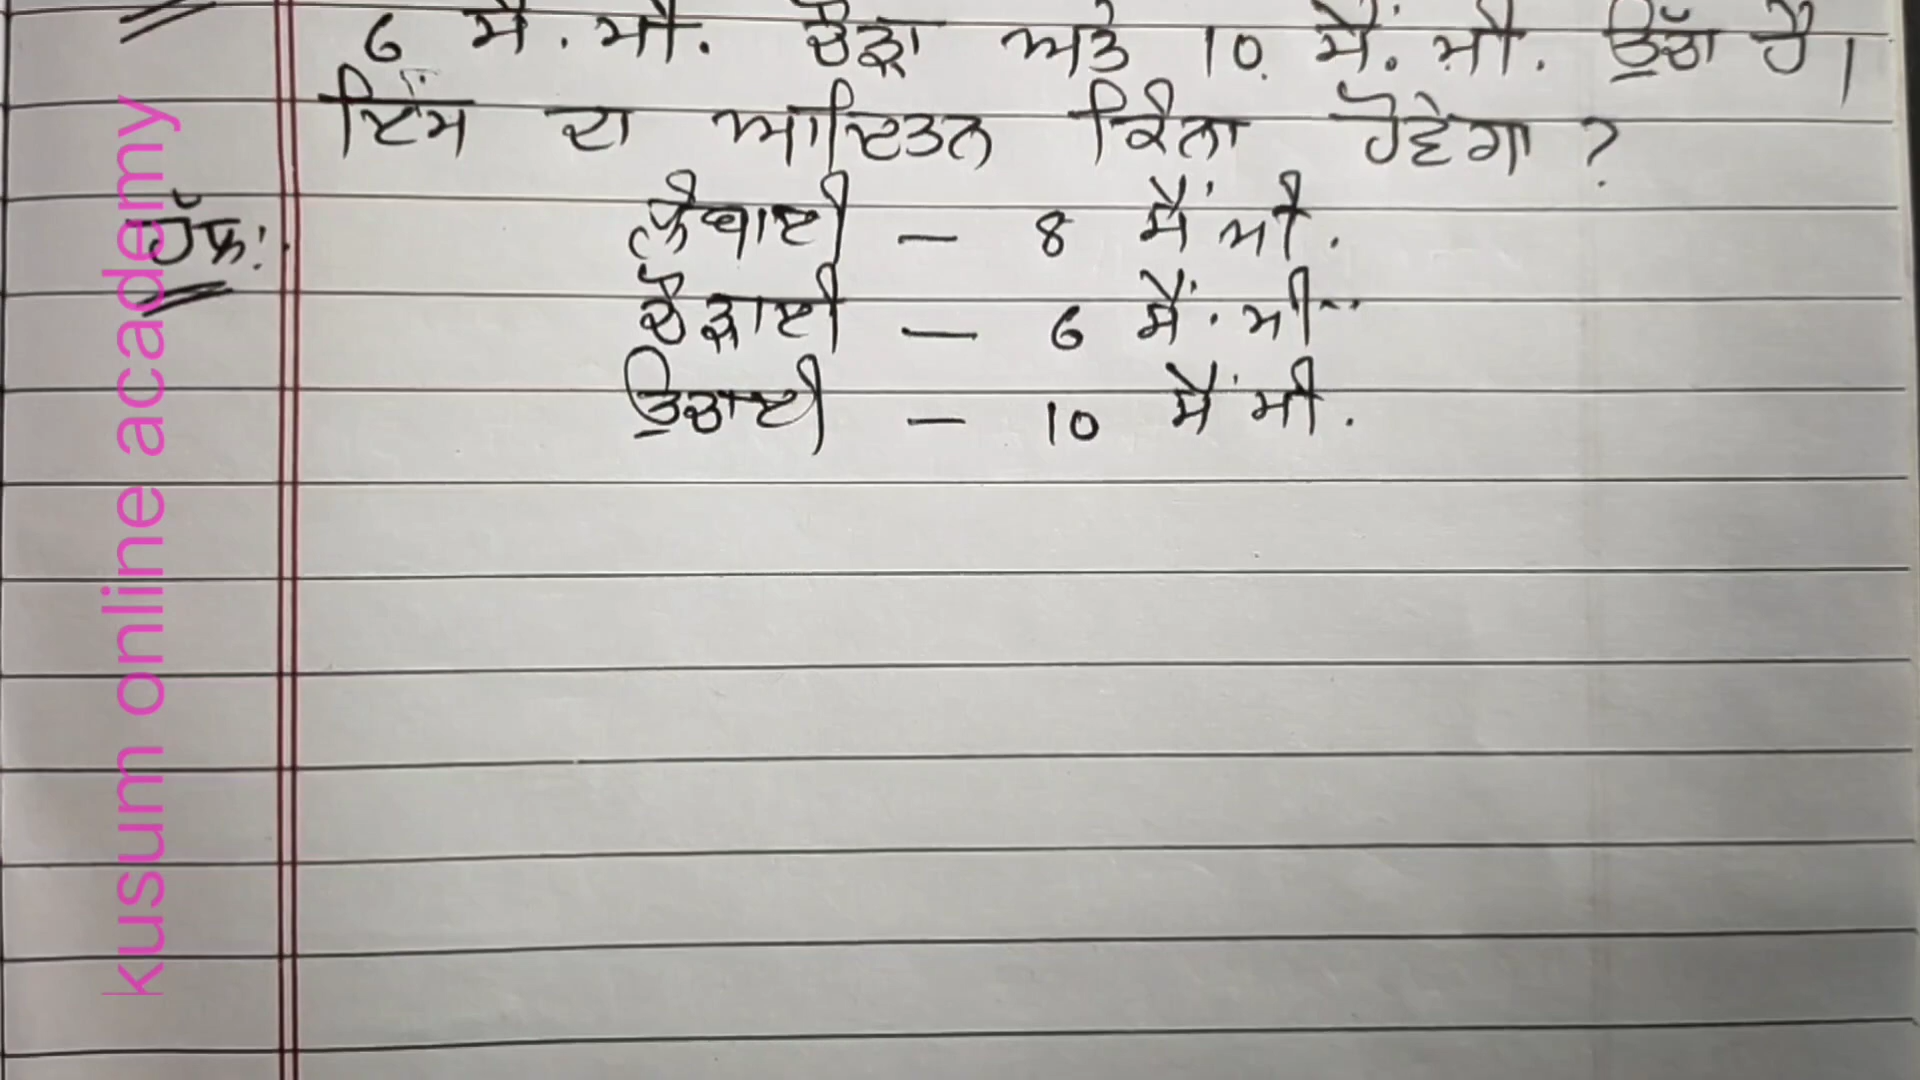 6 ਸੈਂ. ਮੀ. ਚੌੜਾ ਅਤੇ 10 ਸੈਂ. ਮੀ. ਉੱਚਾ ਹੈ।
ਇਸ ਦਾ ਆਇਤਨ ਕਿੰਨਾ ਹੋਵੇਗਾ ?
ਹੱਲ:
ਲੰਬਾਈ — 8 ਸੈਂ ਮੀ.
ਚੌੜਾਈ — 6 ਸੈਂ. ਮੀ..
ਉਚਾਈ — 10 ਸੈਂ ਮੀ.
kusum online academy